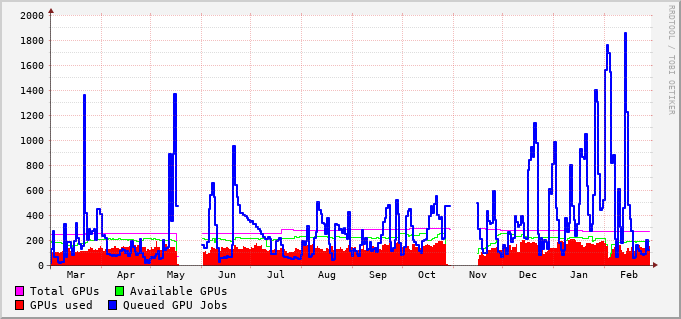 2000
1800
1600
1400
1200
1000
800
600
400
200
0
Mar Apr May Jun Jul Aug Sep Oct Nov Dec Jan Feb
Total GPUs Available GPUs
GPUs used Queued GPU Jobs
RRDTOOL / TOBI OETIKER